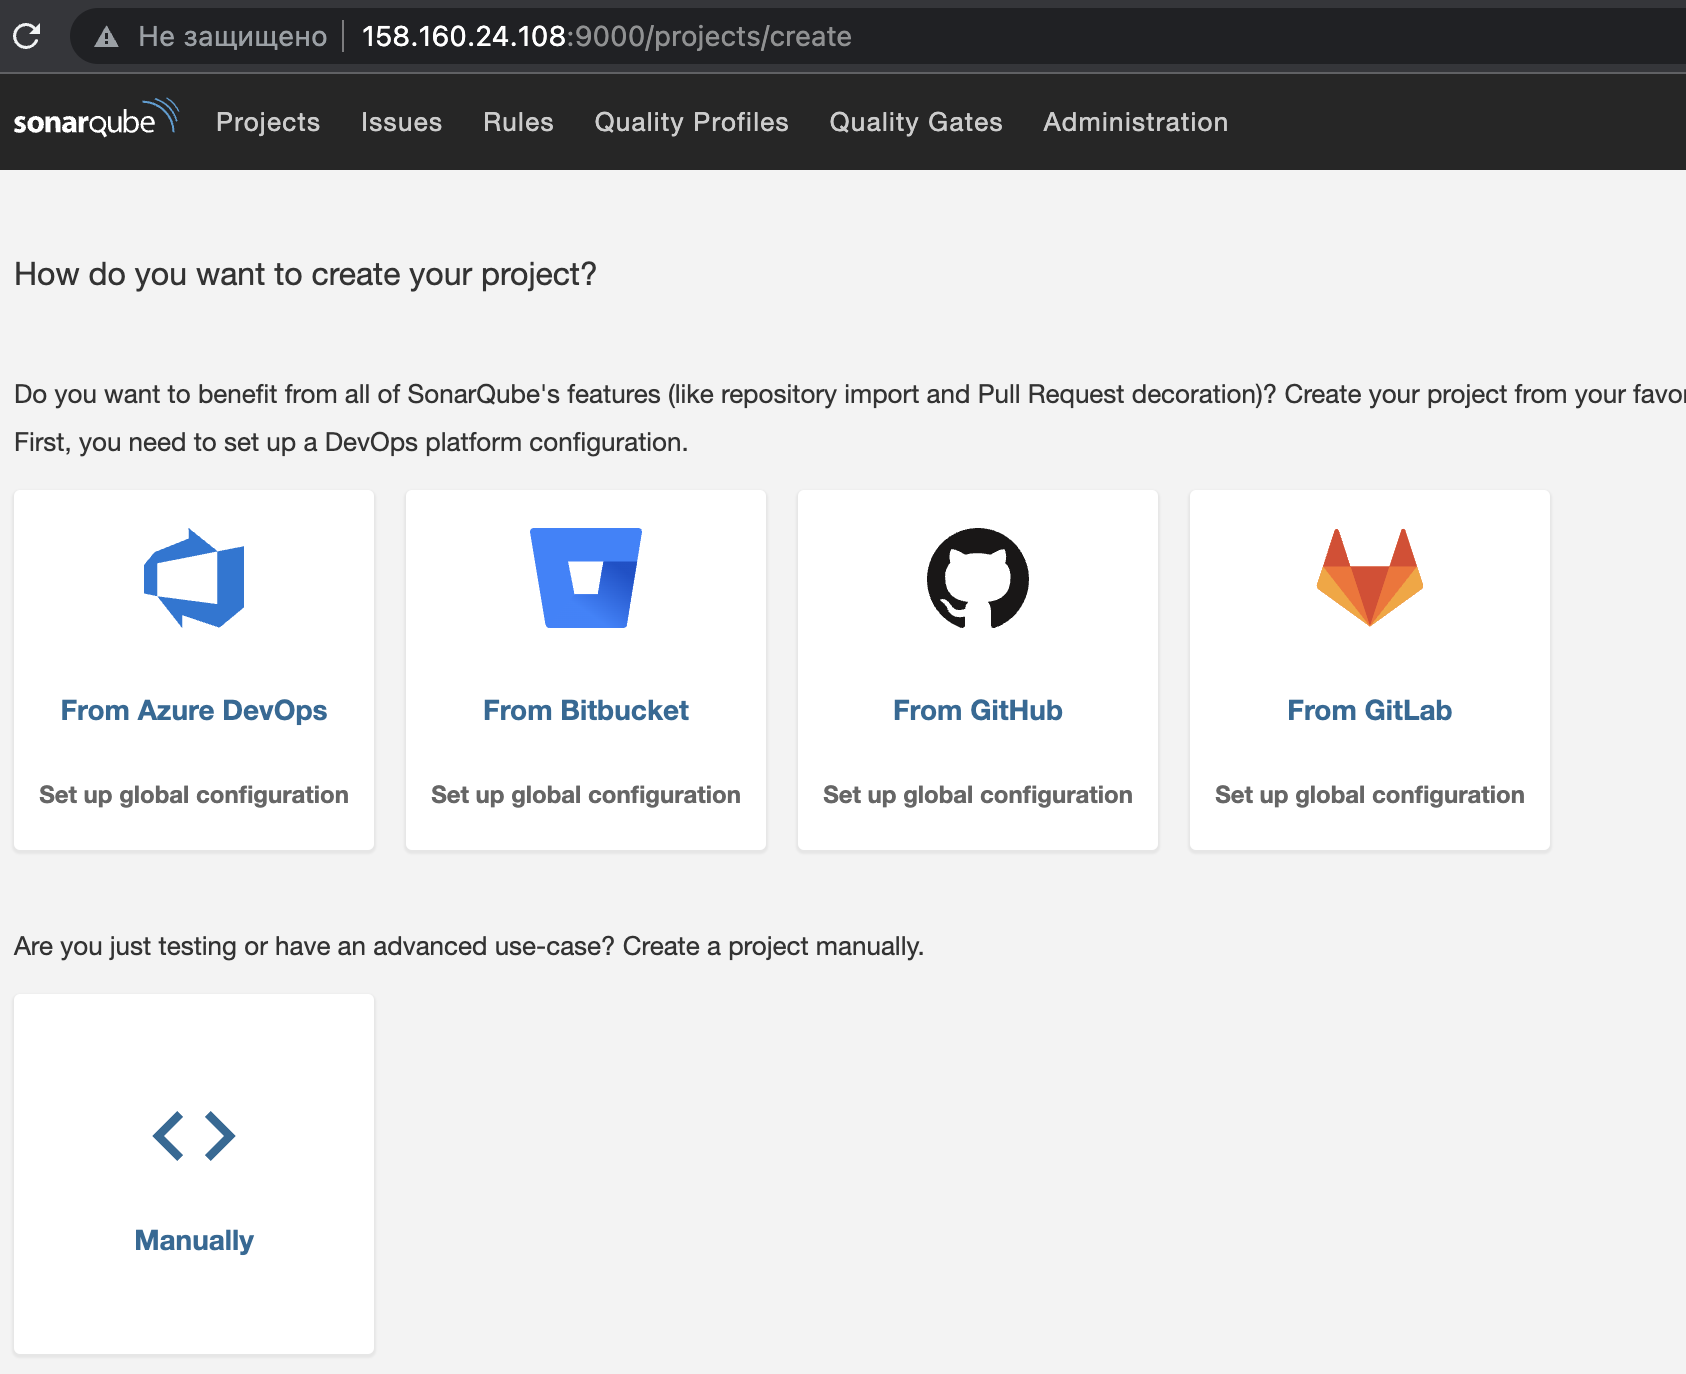 Не защищено 158.160.24.108:9000/projects/create
sonarqube Projects Issues Rules Quality Profiles Quality Gates Administration
How do you want to create your project?
Do you want to benefit from all of SonarQube's features (like repository import and Pull Request decoration)? Create your project from your favor
First, you need to set up a DevOps platform configuration.
From Azure DevOps From Bitbucket From GitHub From GitLab
Set up global configuration Set up global configuration Set up global configuration Set up global configuration
Are you just testing or have an advanced use-case? Create a project manually.
Manually